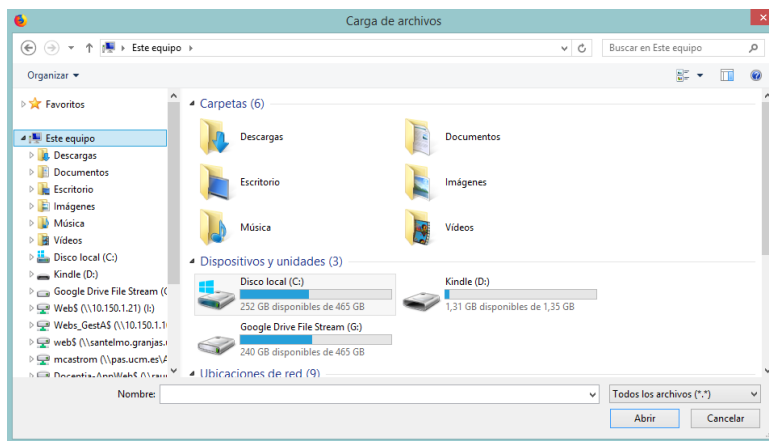 Carga de archivos
Este equipo
Buscar en Este equipo
Organizar
Favoritos
Este equipo
Descargas
Documentos
Escritorio
Imágenes
Música
Vídeos
Disco local (C:)
Kindle (D:)
Google Drive File Stream (
Web$ (\\10.150.1.21) (I:)
Webs_GestA$ (\\10.150.1.1
web$ (\\santelmo.granjas.
mcastrom (\\pas.ucm.es\A
Carpetas (6)
Descargas
Documentos
Escritorio
Imágenes
Música
Vídeos
Dispositivos y unidades (3)
Disco local (C:)
252 GB disponibles de 465 GB
Kindle (D:)
1,31 GB disponibles de 1,35 GB
Google Drive File Stream (G:)
240 GB disponibles de 465 GB
Ubicaciones de red (9)
Nombre:
Todos los archivos (*.*)
Abrir
Cancelar